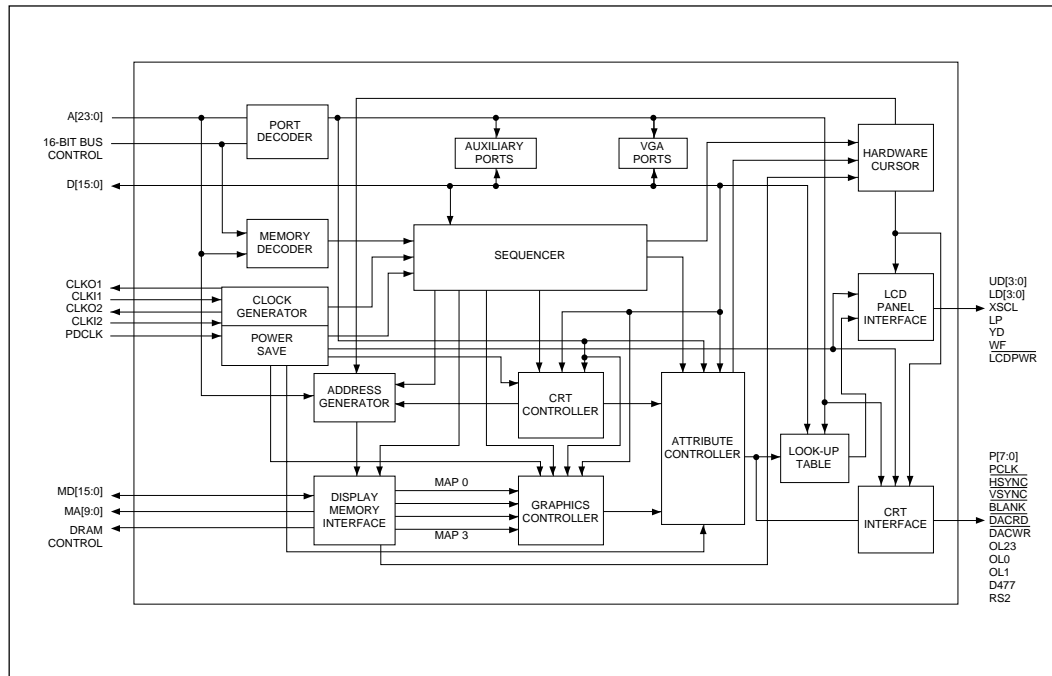 A[23:0]
16-BIT BUS
CONTROL
D[15:0]
PORT
DECODER
AUXILIARY
PORTS
VGA
PORTS
HARDWARE
CURSOR
MEMORY
DECODER
SEQUENCER
CLKO1
CLKI1
CLKO2
CLKI2
PDCLK
CLOCK
GENERATOR
POWER
SAVE
LCD
PANEL
INTERFACE
UD[3:0]
LD[3:0]
XSCL
LP
YD
WF
LCDPWR
ADDRESS
GENERATOR
CRT
CONTROLLER
ATTRIBUTE
CONTROLLER
LOOK-UP
TABLE
MD[15:0]
MA[9:0]
DRAM
CONTROL
DISPLAY
MEMORY
INTERFACE
MAP 0
MAP 3
GRAPHICS
CONTROLLER
CRT
INTERFACE
P[7:0]
PCLK
HSYNC
VSYNC
BLANK
DACRD
DACWR
OL23
OL0
OL1
D477
RS2